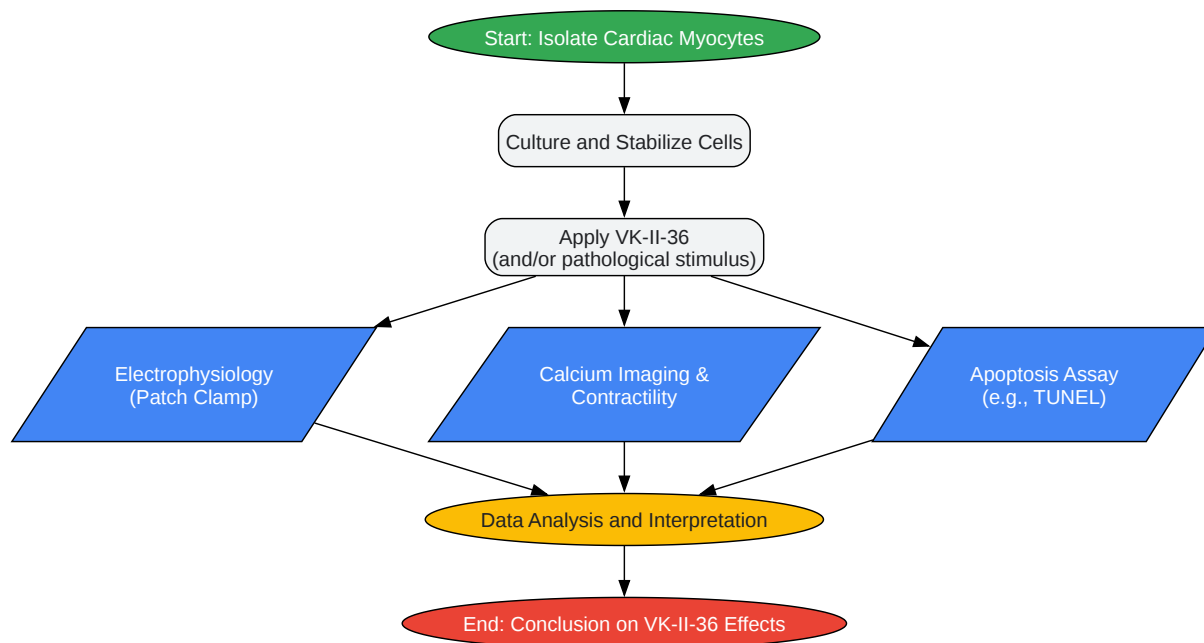 Start: Isolate Cardiac Myocytes
Culture and Stabilize Cells
Apply VK-II-36
(and/or pathological stimulus)
Electrophysiology
(Patch Clamp)
Calcium Imaging &
Contractility
Apoptosis Assay
(e.g., TUNEL)
Data Analysis and Interpretation
End: Conclusion on VK-II-36 Effects